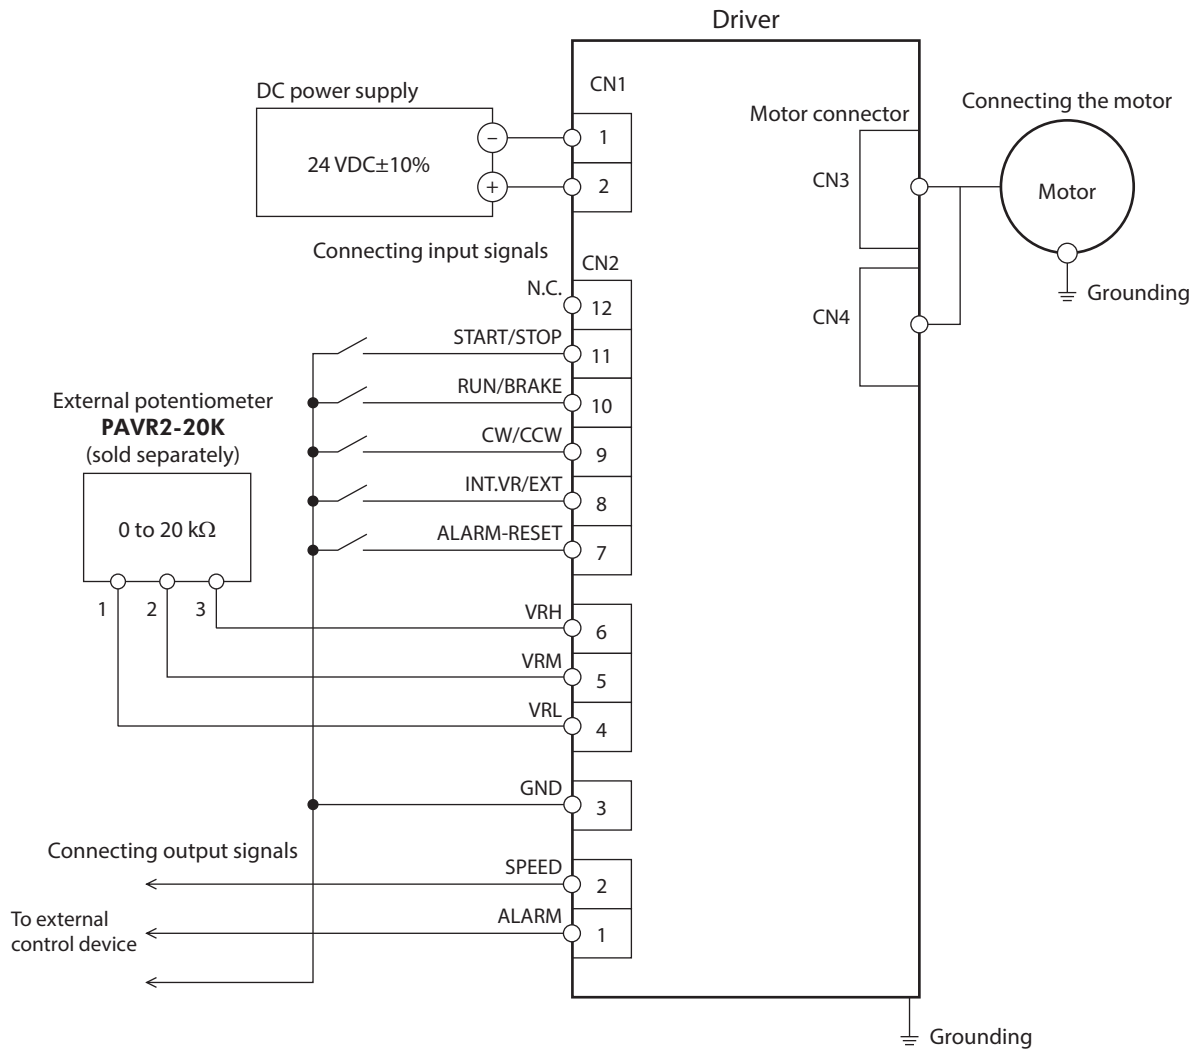 Driver
DC power supply
24 VDC±10%
−
+
CN1
1
2
Motor connector
CN3
CN4
Connecting the motor
Motor
Grounding
Connecting input signals
CN2
N.C.
12
START/STOP
11
RUN/BRAKE
10
CW/CCW
9
INT.VR/EXT
8
ALARM-RESET
7
External potentiometer
PAVR2-20K
(sold separately)
0 to 20 kΩ
1
2
3
VRH
6
VRM
5
VRL
4
GND
3
Connecting output signals
SPEED
2
ALARM
1
To external
control device
Grounding